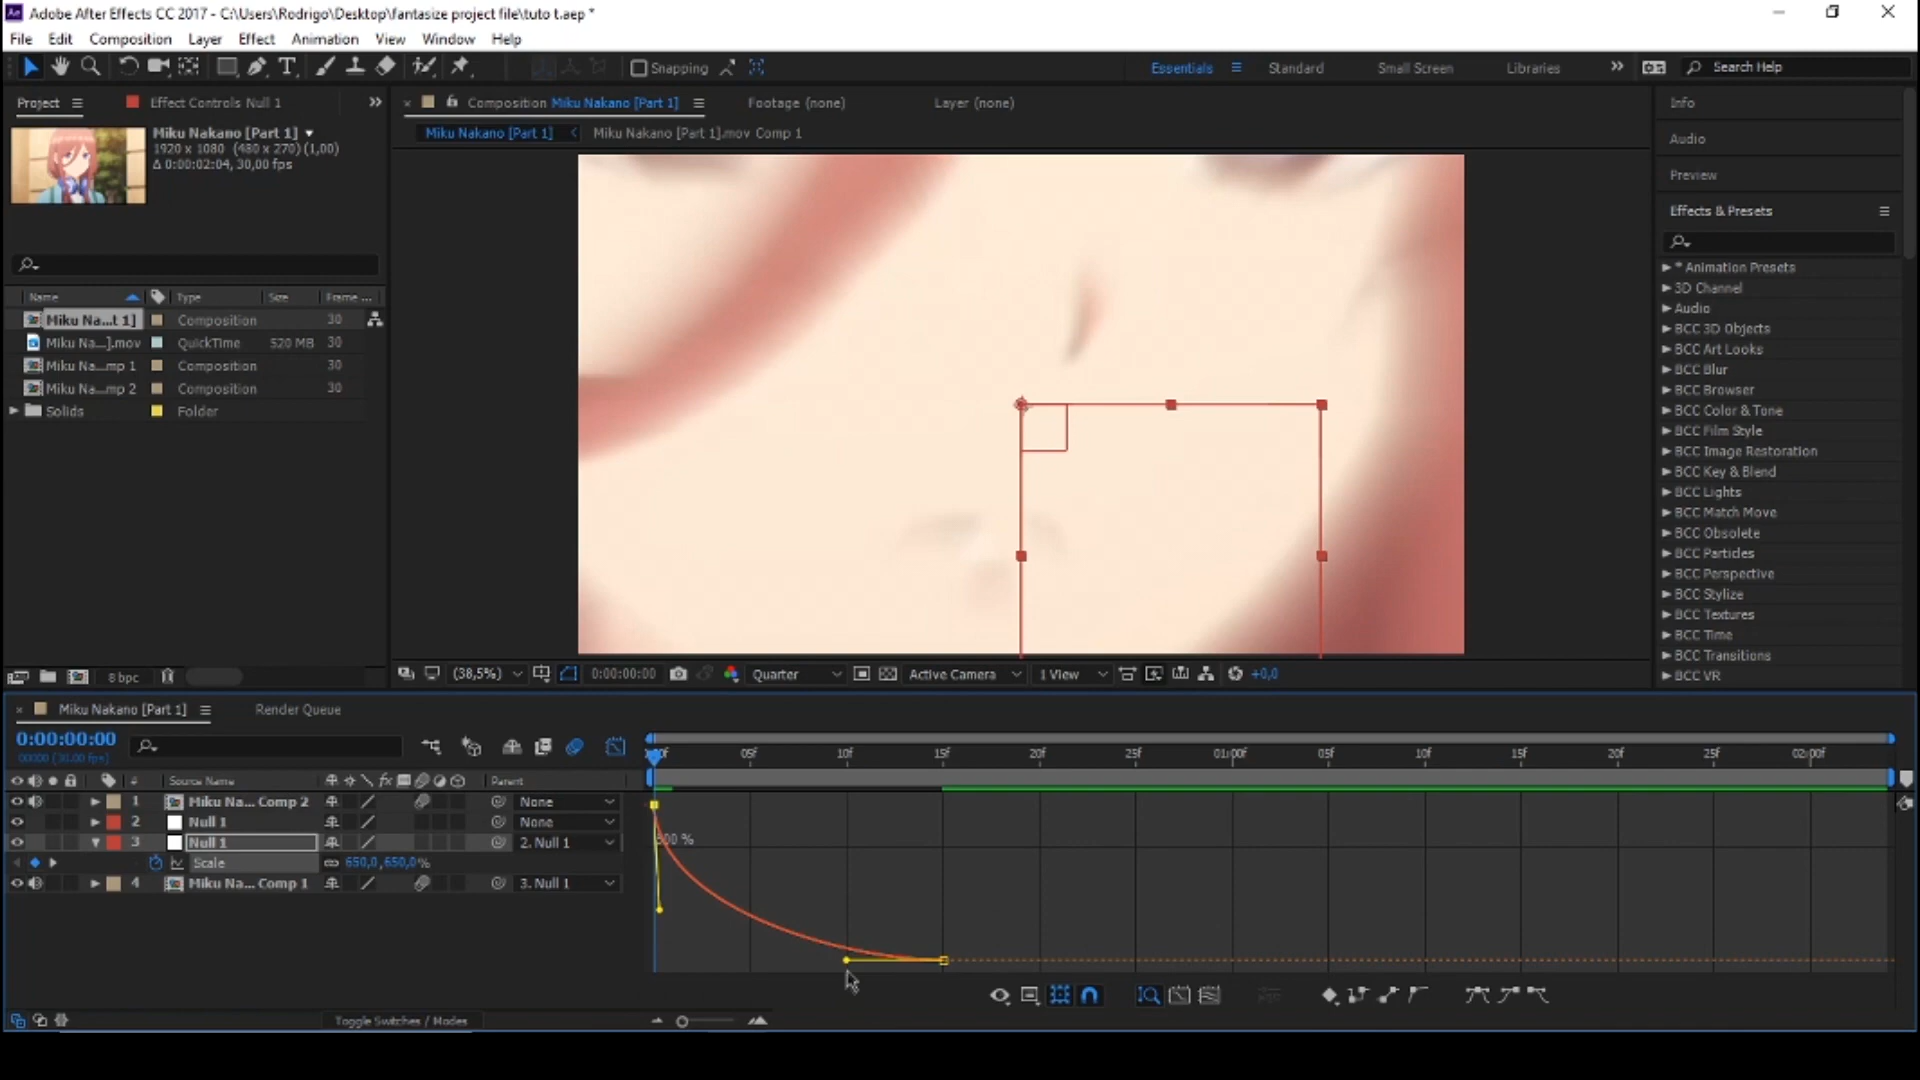 Adobe After Effects CC 2017 - C:\Users\Rodrigo\Desktop\fantasize project file\tuto t.aep *
File Edit Composition Layer Effect Animation View Window Help
Snapping
Essentials Standard Small Screen Libraries Search Help
Project Effect Controls Null 1
Composition Miku Nakano [Part 1] Footage (none) Layer (none)
Miku Nakano [Part 1] Miku Nakano [Part 1].mov Comp 1
Miku Nakano [Part 1]
1920 x 1080 (480 x 270) (1,00)
Δ 0:00:02:04, 30,00 fps
Name Type Size Frame ...
Miku Na...t 1] Composition 30
Miku Na...].mov QuickTime 520 MB 30
Miku Na...mp 1 Composition 30
Miku Na...mp 2 Composition 30
Solids Folder
8 bpc
(38,5%) 0:00:00:00 Quarter Active Camera 1 View +0,0
Info
Audio
Preview
Effects & Presets
* Animation Presets
3D Channel
Audio
BCC 3D Objects
BCC Art Looks
BCC Blur
BCC Browser
BCC Color & Tone
BCC Film Style
BCC Image Restoration
BCC Key & Blend
BCC Lights
BCC Match Move
BCC Obsolete
BCC Particles
BCC Perspective
BCC Stylize
BCC Textures
BCC Time
BCC Transitions
BCC VR
Miku Nakano [Part 1] Render Queue
0:00:00:00
00000 (30.00 fps)
05f 10f 15f 20f 25f 01:00f 05f 10f 15f 20f 25f 02:00f
# Source Name Parent
1 Miku Na... Comp 2 None
2 Null 1 None
3 Null 1 2. Null 1
Scale 650,0,650,0%
4 Miku Na... Comp 1 3. Null 1
Toggle Switches / Modes